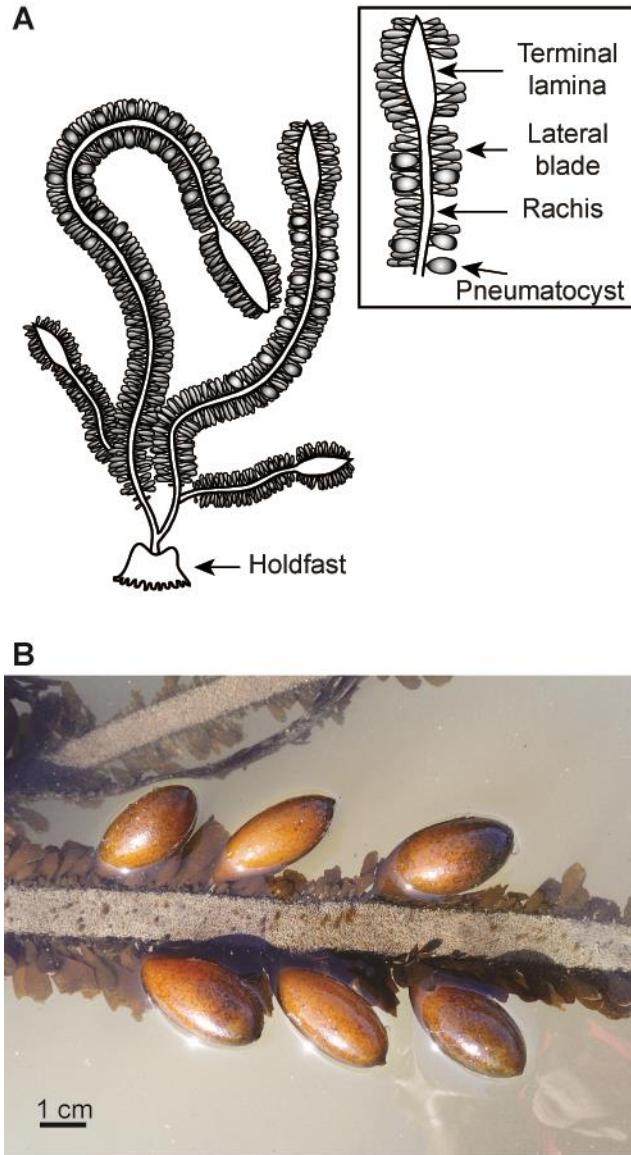 A
Terminal
lamina
Lateral
blade
Rachis
Pneumatocyst
Holdfast
B
1 cm